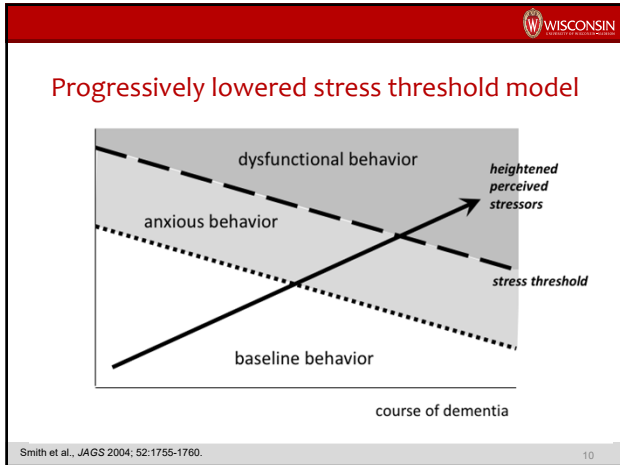 WISCONSIN
UNIVERSITY OF WISCONSIN–MADISON
Progressively lowered stress threshold model
dysfunctional behavior
heightened
perceived
stressors
anxious behavior
stress threshold
baseline behavior
course of dementia
Smith et al., JAGS 2004; 52:1755-1760.
10